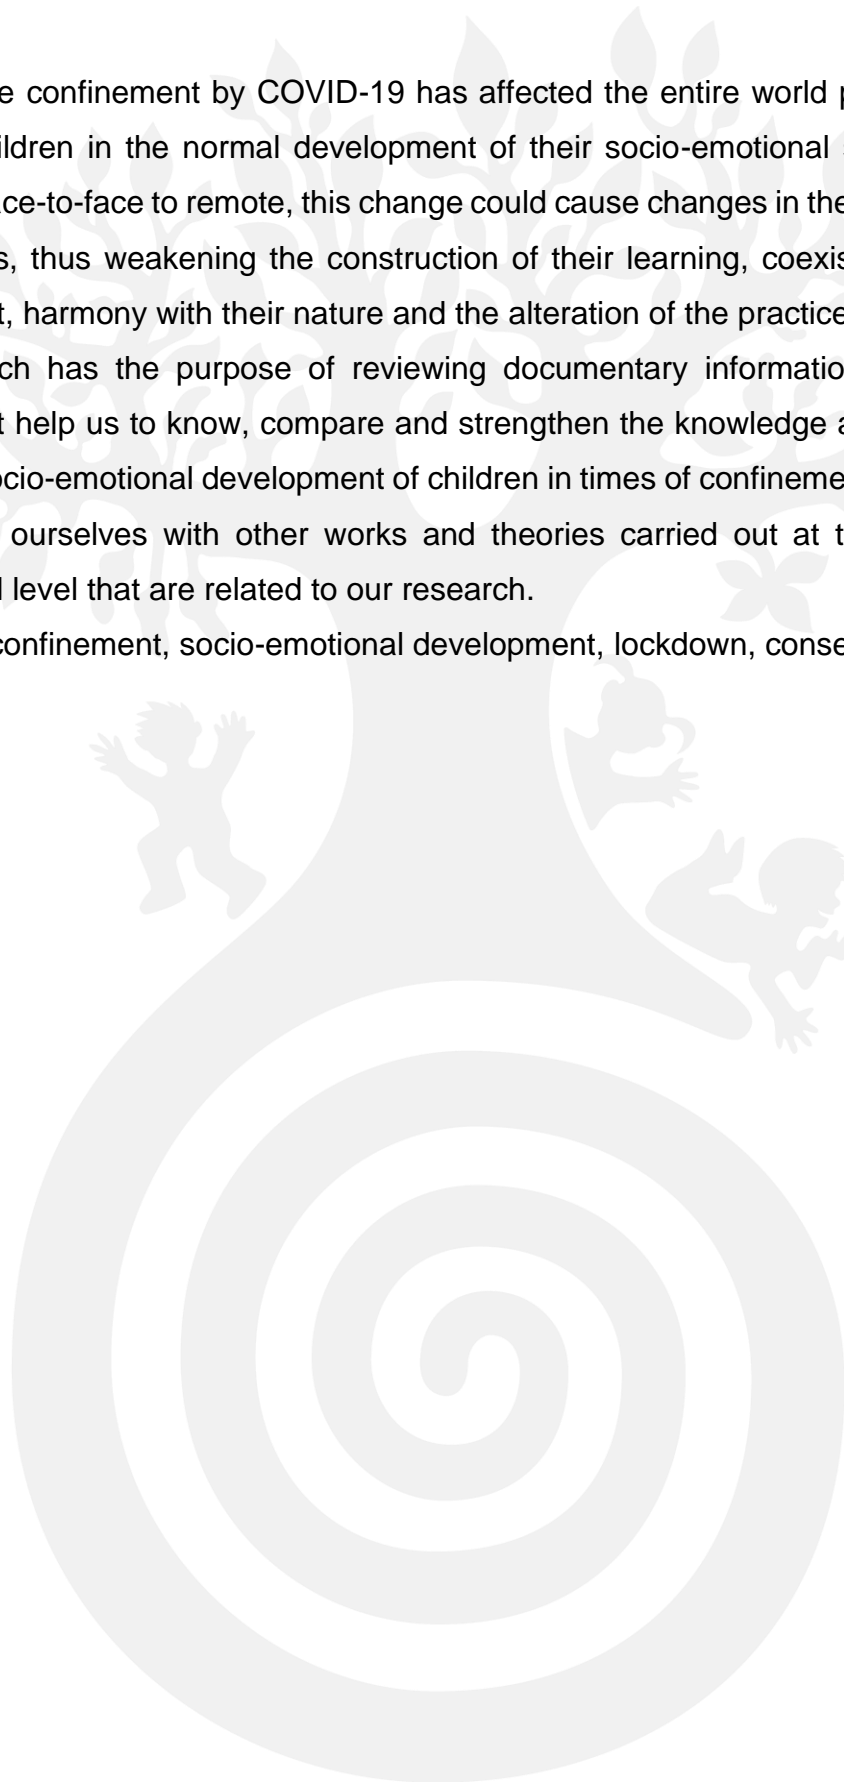 e confinement by COVID-19 has affected the entire world
ildren in the normal development of their socio-emotional
ace-to-face to remote, this change could cause changes in the
s, thus weakening the construction of their learning, coexis
t, harmony with their nature and the alteration of the practice
ch has the purpose of reviewing documentary informatio
t help us to know, compare and strengthen the knowledge a
ocio-emotional development of children in times of confineme
ourselves with other works and theories carried out at t
l level that are related to our research.
confinement, socio-emotional development, lockdown, conse